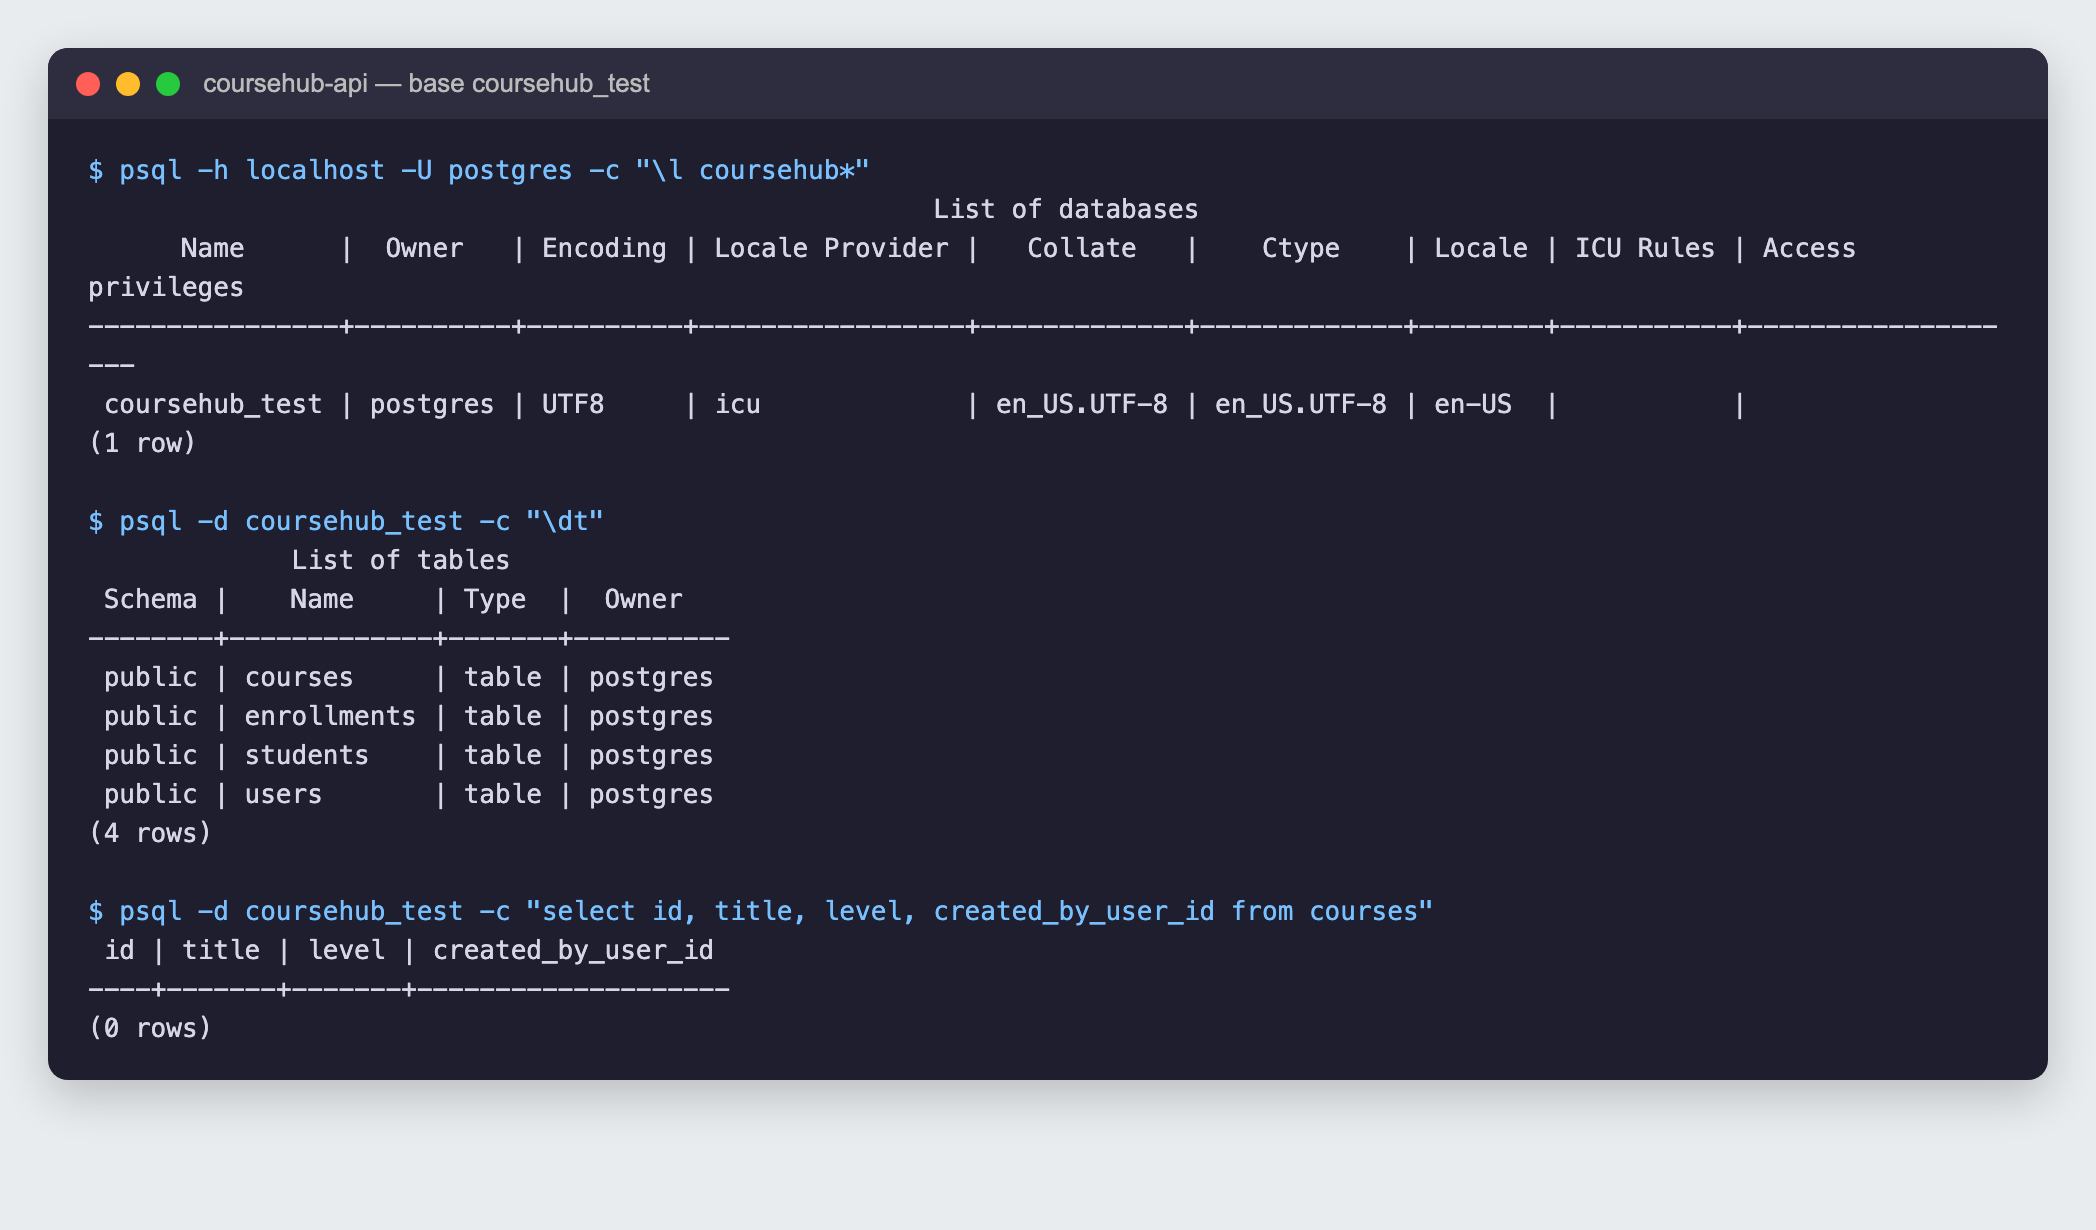 coursehub-api — base coursehub_test
$ psql -h localhost -U postgres -c "\l coursehub*"
                                                      List of databases
      Name      |  Owner   | Encoding | Locale Provider |   Collate   |    Ctype    | Locale | ICU Rules | Access
privileges
----------------+----------+----------+-----------------+-------------+-------------+--------+-----------+----------------
---
 coursehub_test | postgres | UTF8     | icu             | en_US.UTF-8 | en_US.UTF-8 | en-US  |           |
(1 row)

$ psql -d coursehub_test -c "\dt"
             List of tables
 Schema |    Name     | Type  |  Owner
--------+-------------+-------+----------
 public | courses     | table | postgres
 public | enrollments | table | postgres
 public | students    | table | postgres
 public | users       | table | postgres
(4 rows)

$ psql -d coursehub_test -c "select id, title, level, created_by_user_id from courses"
 id | title | level | created_by_user_id
----+-------+-------+--------------------
(0 rows)